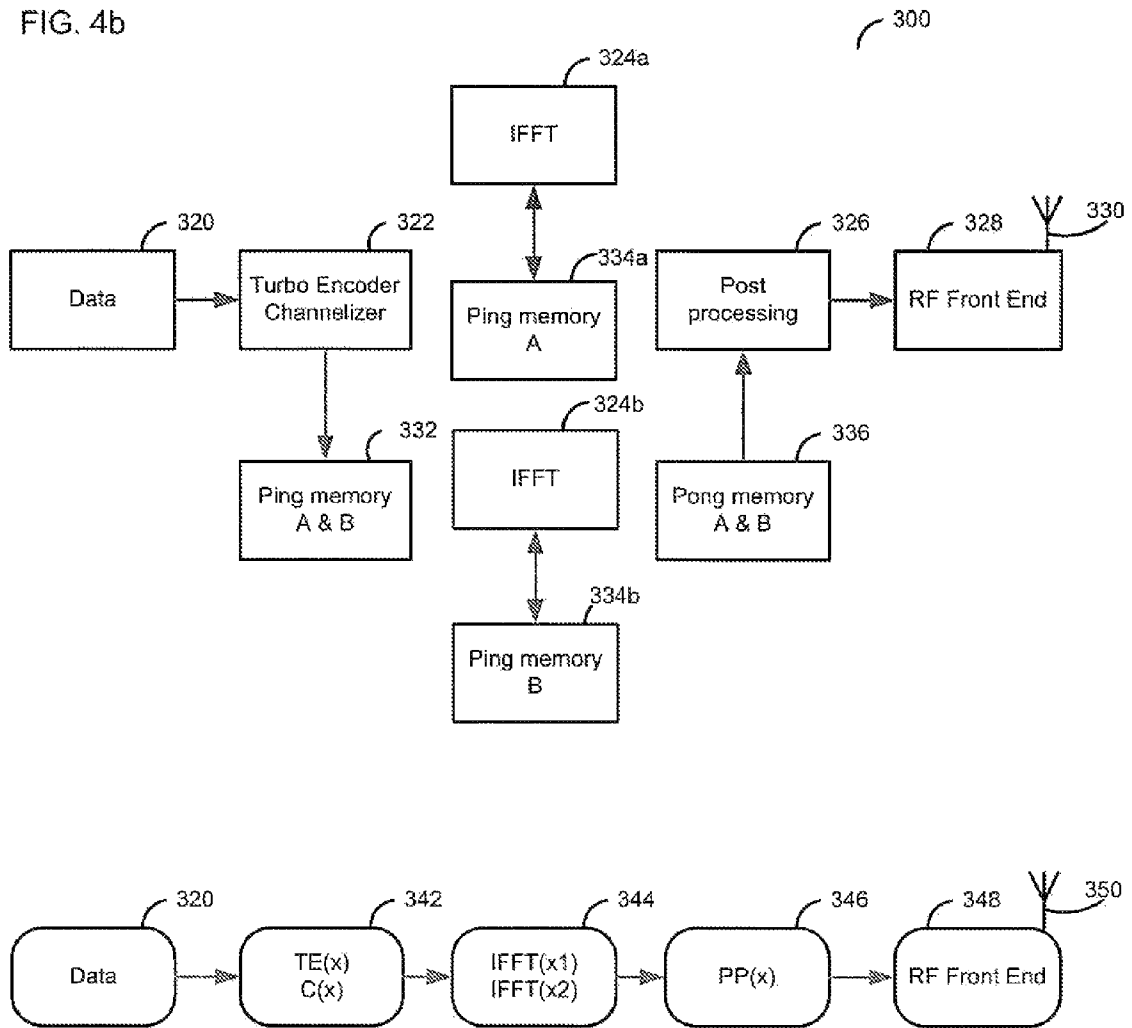 FIG. 4b
300
324a
IFFT
320
322
334a
326
328
330
Data
Turbo Encoder
Channelizer
Ping memory
A
Post
processing
RF Front End
324b
332
336
Ping memory
A & B
IFFT
Pong memory
A & B
334b
Ping memory
B
320
342
344
346
348
350
Data
TE(x)
C(x)
IFFT(x1)
IFFT(x2)
PP(x)
RF Front End